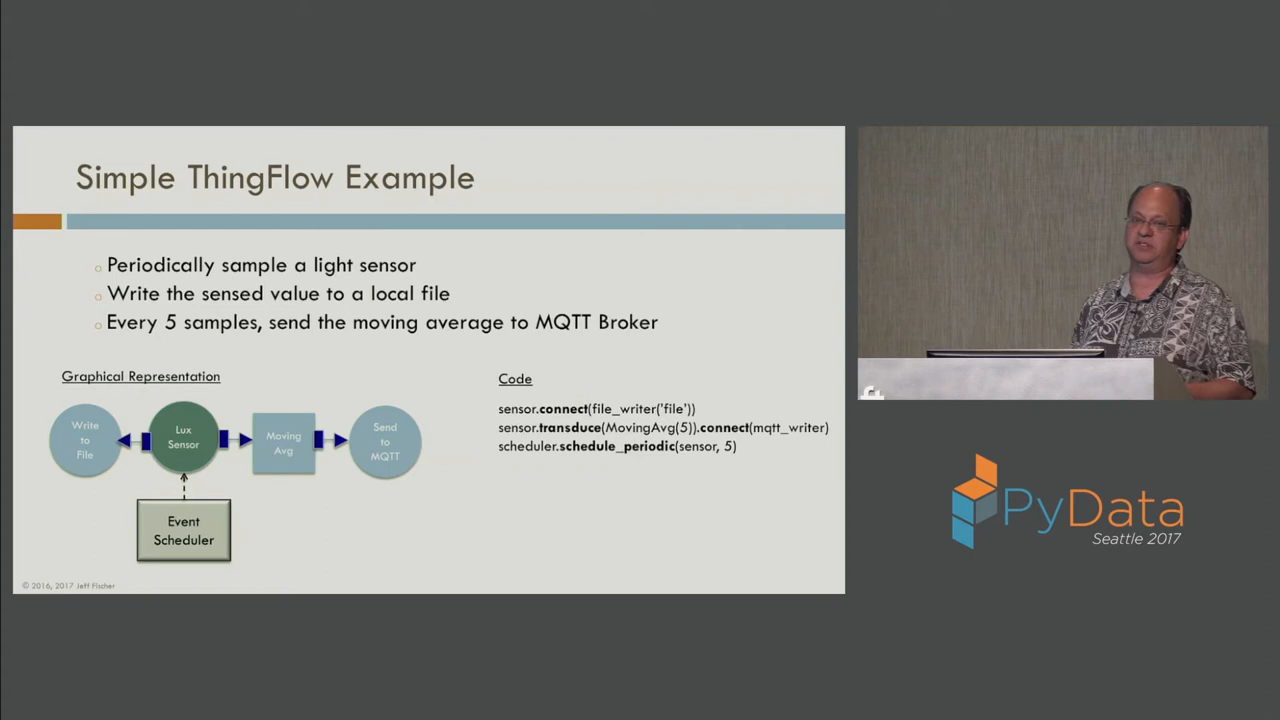 Simple ThingFlow Example
Periodically sample a light sensor
Write the sensed value to a local file
Every 5 samples, send the moving average to MQTT Broker
Graphical Representation
Write
to
File
Lux
Sensor
Moving
Avg
Send
to
MQTT
Event
Scheduler
Code
sensor.connect(file_writer('file'))
sensor.transduce(MovingAvg(5)).connect(mqtt_writer)
scheduler.schedule_periodic(sensor, 5)
© 2016, 2017 Jeff Fischer
PyData
Seattle 2017